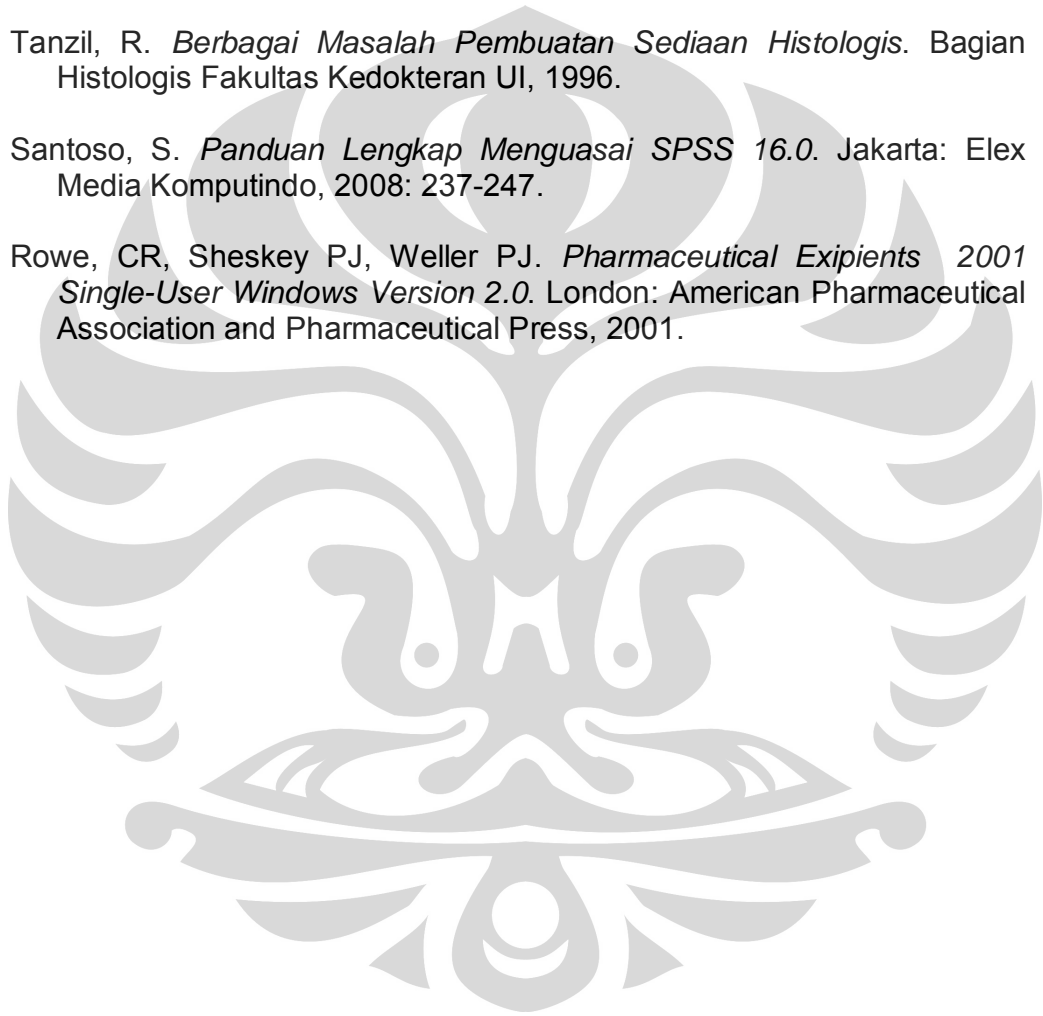 Tanzil, R. Berbagai Masalah Pembuatan Sediaan Histologis. Bagian
Histologis Fakultas Kedokteran UI, 1996.
Santoso, S. Panduan Lengkap Menguasai SPSS 16.0. Jakarta: Elex
Media Komputindo, 2008: 237-247.
Rowe, CR, Sheskey PJ, Weller PJ. Pharmaceutical Exipients 2001
Single-User Windows Version 2.0. London: American Pharmaceutical
Association and Pharmaceutical Press, 2001.